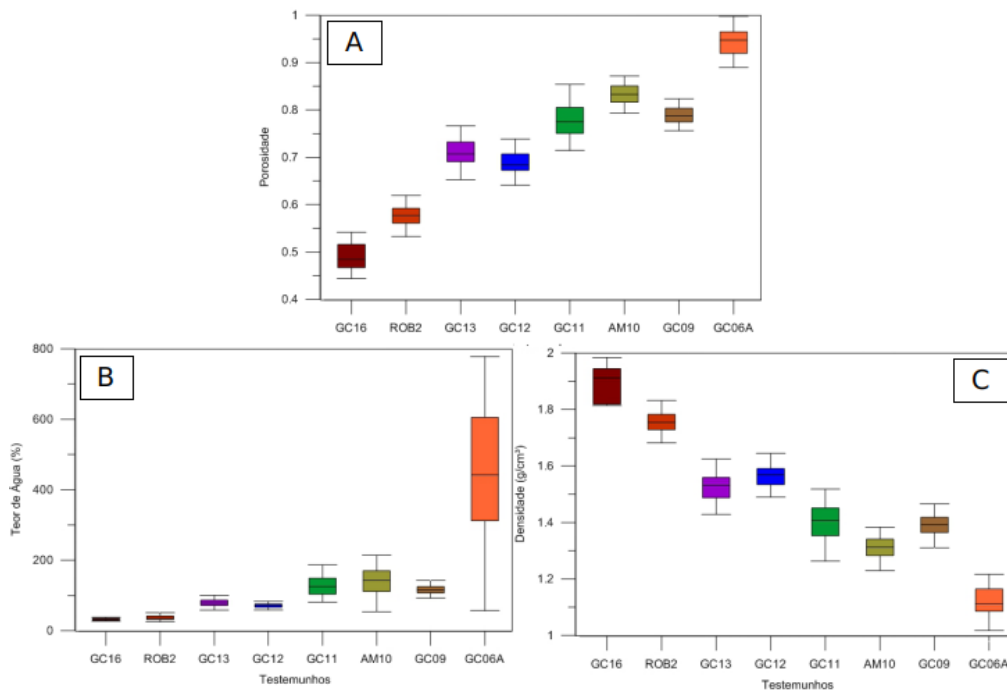 A
1
0.9
0.8
0.7
0.6
0.5
0.4
Porosidade
GC16 ROB2 GC13 GC12 GC11 AM10 GC09 GC06A
B
800
600
400
200
0
Teor de Água (%)
GC16 ROB2 GC13 GC12 GC11 AM10 GC09 GC06A
Testemunhos
C
2
1.8
1.6
1.4
1.2
1
Densidade (g/cm³)
GC16 ROB2 GC13 GC12 GC11 AM10 GC09 GC06A
Testemunhos